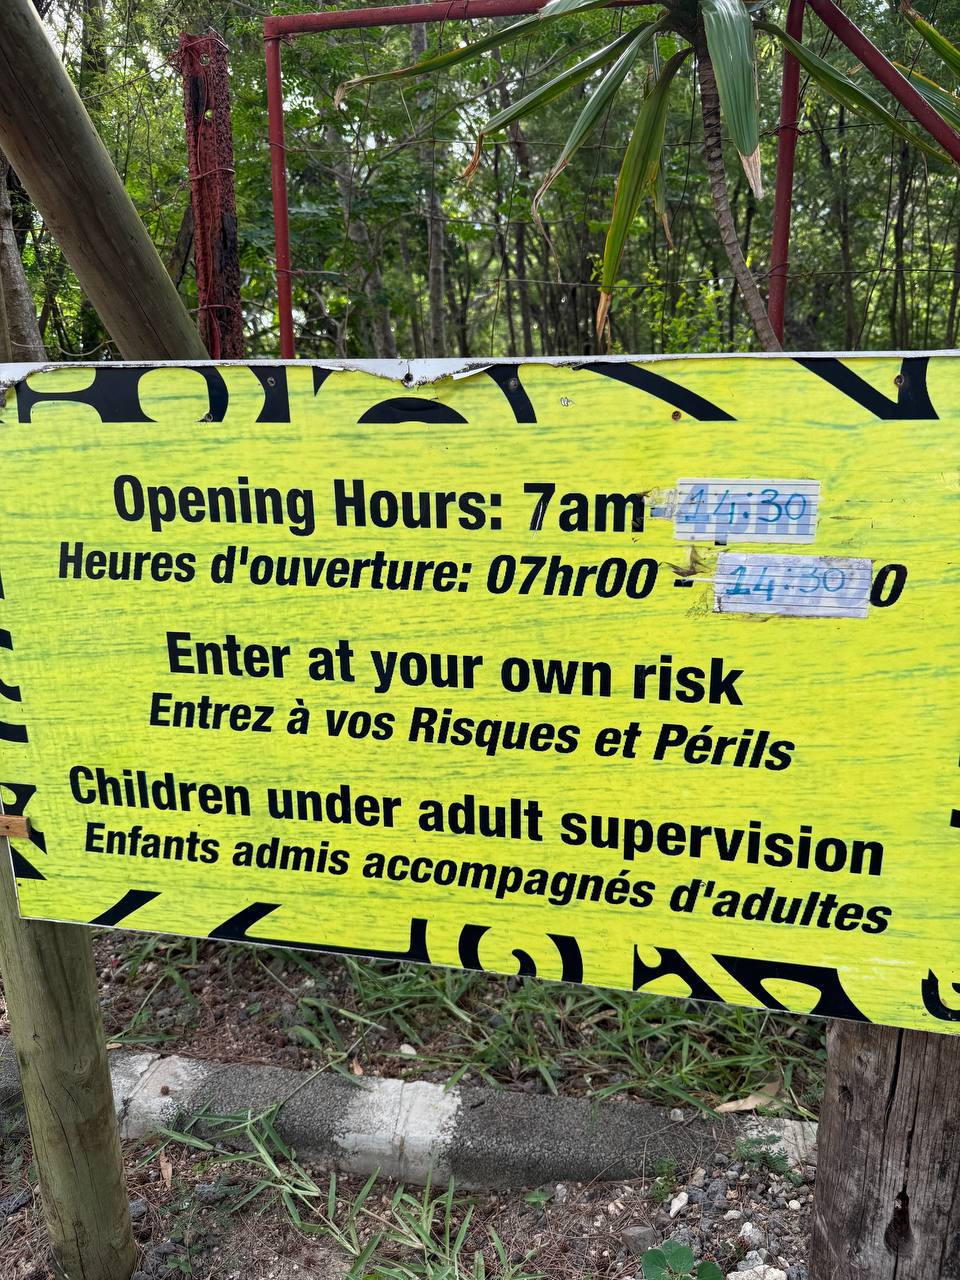 Opening Hours: 7am-14:30
Heures d'ouverture: 07hr00 - 14:30 0
Enter at your own risk
Entrez à vos Risques et Périls
Children under adult supervision
Enfants admis accompagnés d'adultes